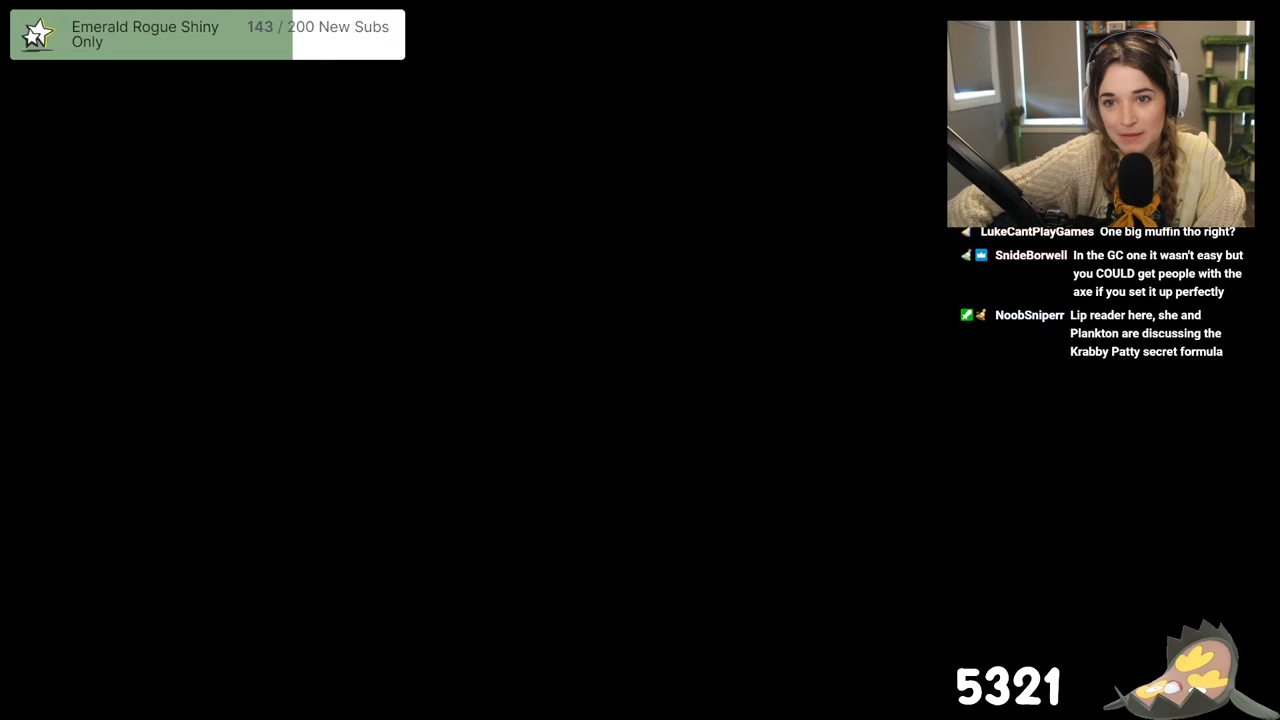 Emerald Rogue Shiny Only
143 / 200 New Subs
LukeCantPlayGames One big muffin tho right?
SnideBorwell In the GC one it wasn't easy but
you COULD get people with the
axe if you set it up perfectly
NoobSniperr Lip reader here, she and
Plankton are discussing the
Krabby Patty secret formula
5321